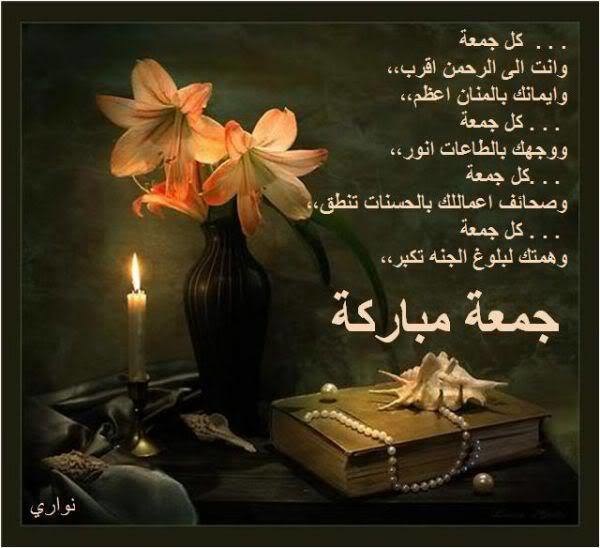 . . . كل جمعة
وانت الى الرحمن اقرب،،
وايمانك بالمنان اعظم،،
. . . كل جمعة
ووجهك بالطاعات انور،،
. . .كل جمعة
وصحائف اعماللك بالحسنات تنطق،،
. . . كل جمعة
وهمتك لبلوغ الجنه تكبر،،
جمعة مباركة
نواري